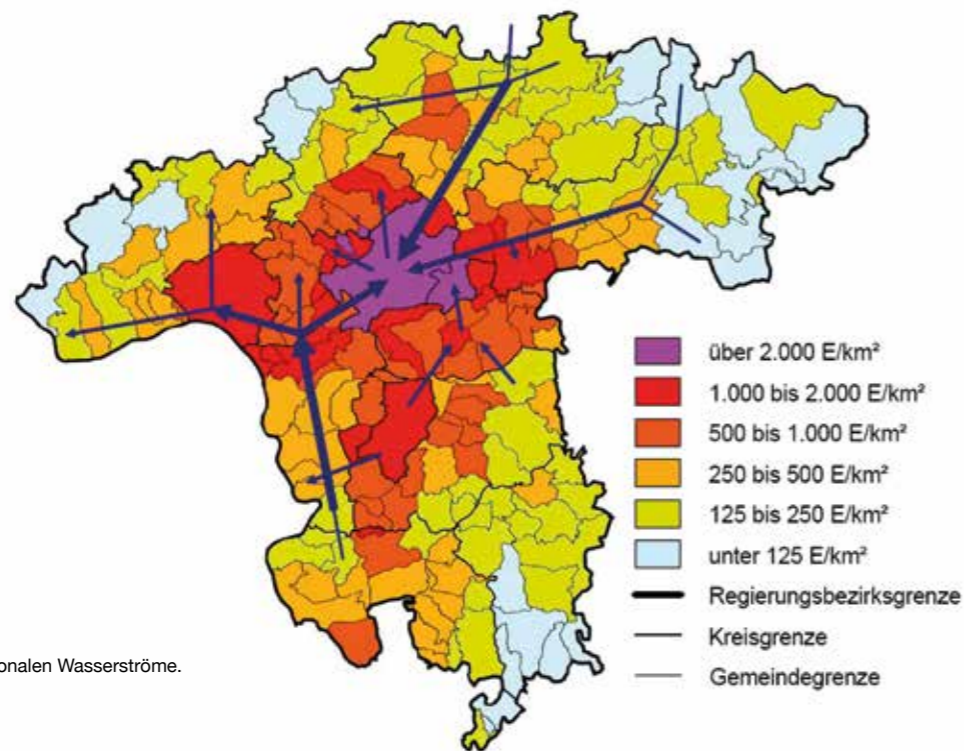 über 2.000 E/km²
1.000 bis 2.000 E/km²
500 bis 1.000 E/km²
250 bis 500 E/km²
125 bis 250 E/km²
unter 125 E/km²
Regierungsbezirksgrenze
Kreisgrenze
Gemeindegrenze
onalen Wasserströme.